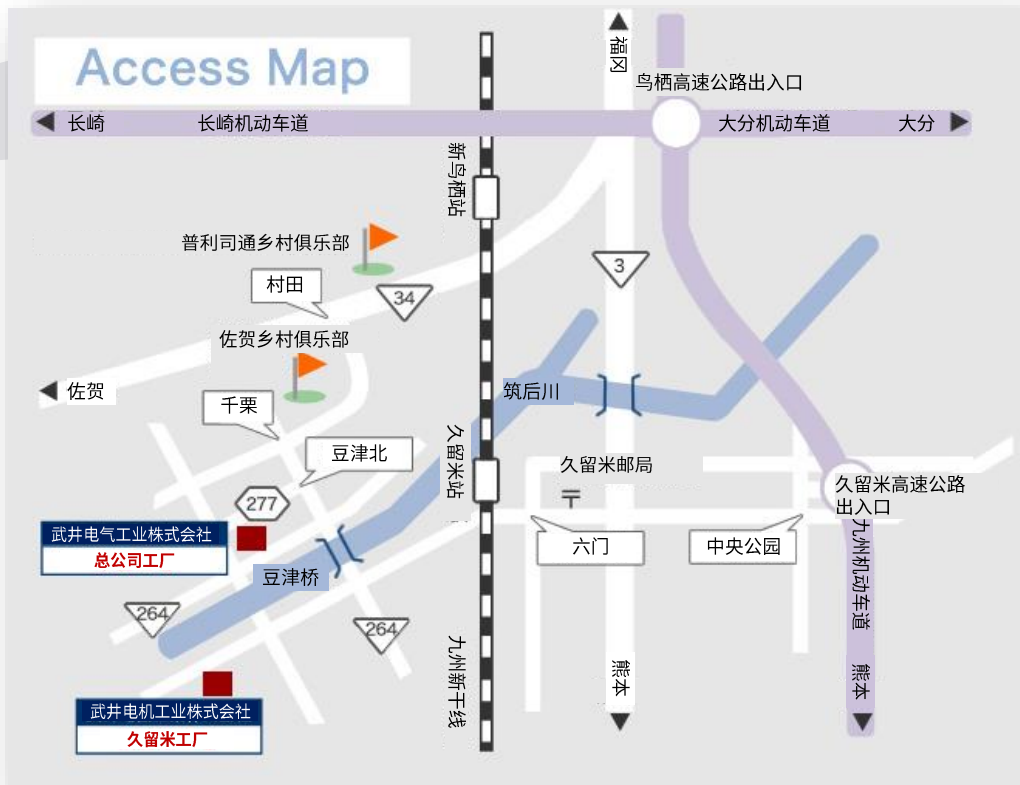 Access Map
福冈
鸟栖高速公路出入口
长崎
长崎机动车道
大分机动车道
大分
新鸟栖站
普利司通乡村俱乐部
村田
34
3
佐贺乡村俱乐部
佐贺
千栗
筑后川
豆津北
久留米站
久留米邮局
〒
277
久留米高速公路
出入口
武井电气工业株式会社
总公司工厂
六门
中央公园
豆津桥
九州机动车道
264
264
九州新干线
熊本
熊本
武井电机工业株式会社
久留米工厂